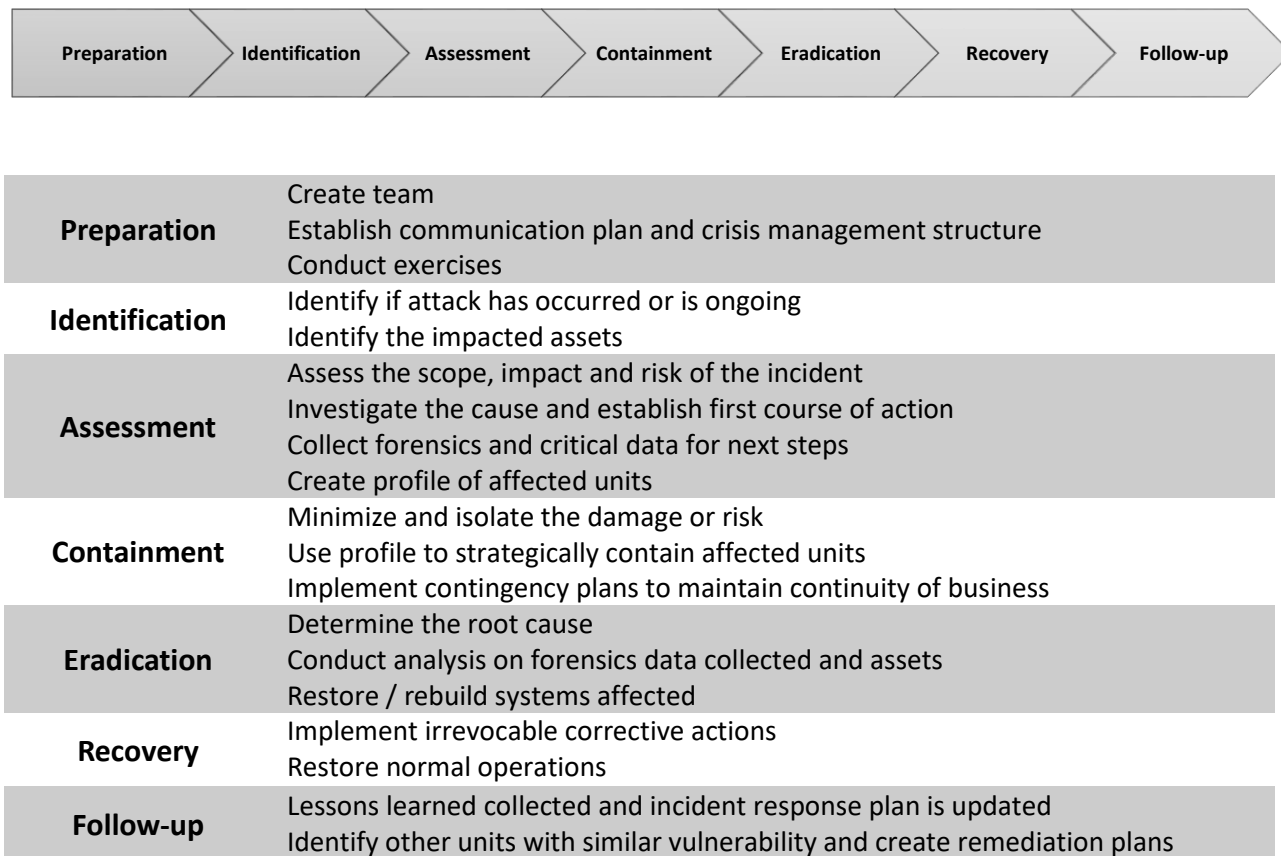 Preparation
Identification
Assessment
Containment
Eradication
Recovery
Follow-up
Preparation
Create team
Establish communication plan and crisis management structure
Conduct exercises
Identification
Identify if attack has occurred or is ongoing
Identify the impacted assets
Assessment
Assess the scope, impact and risk of the incident
Investigate the cause and establish first course of action
Collect forensics and critical data for next steps
Create profile of affected units
Containment
Minimize and isolate the damage or risk
Use profile to strategically contain affected units
Implement contingency plans to maintain continuity of business
Eradication
Determine the root cause
Conduct analysis on forensics data collected and assets
Restore / rebuild systems affected
Recovery
Implement irrevocable corrective actions
Restore normal operations
Follow-up
Lessons learned collected and incident response plan is updated
Identify other units with similar vulnerability and create remediation plans